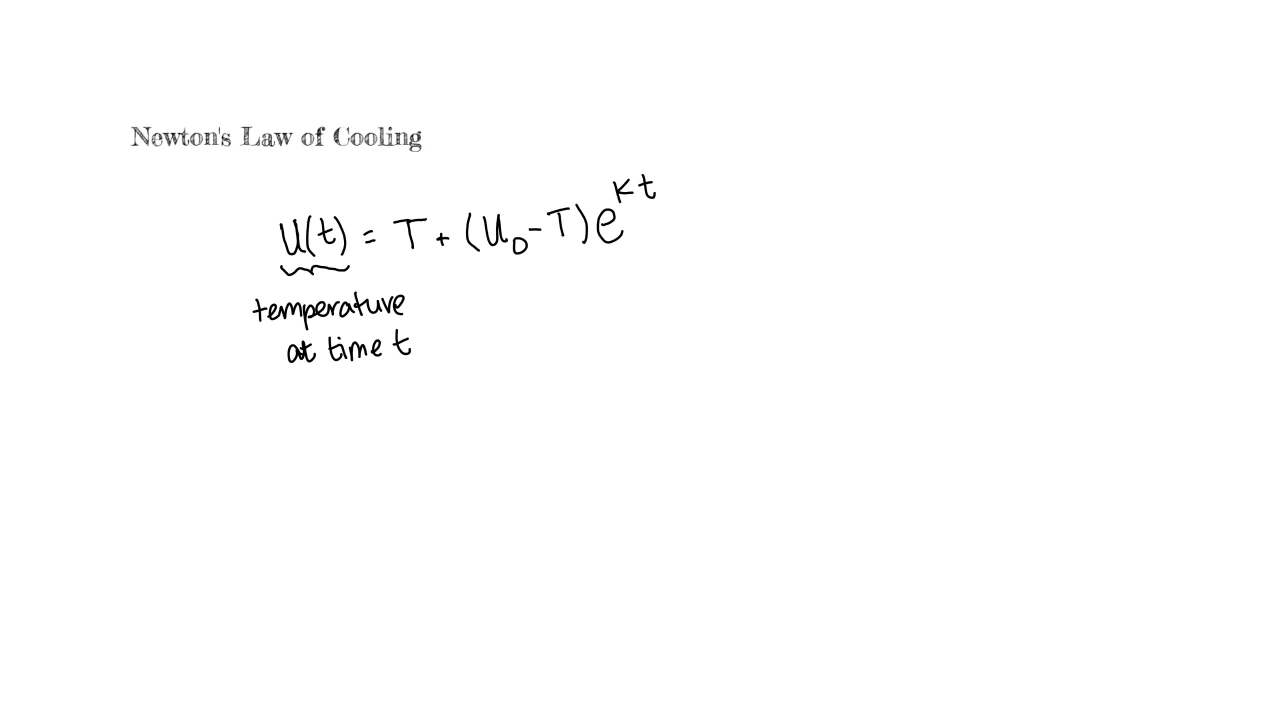 Newton's Law of Cooling
u(t) = T + (u₀ - T)e^kt
temperature
at time t